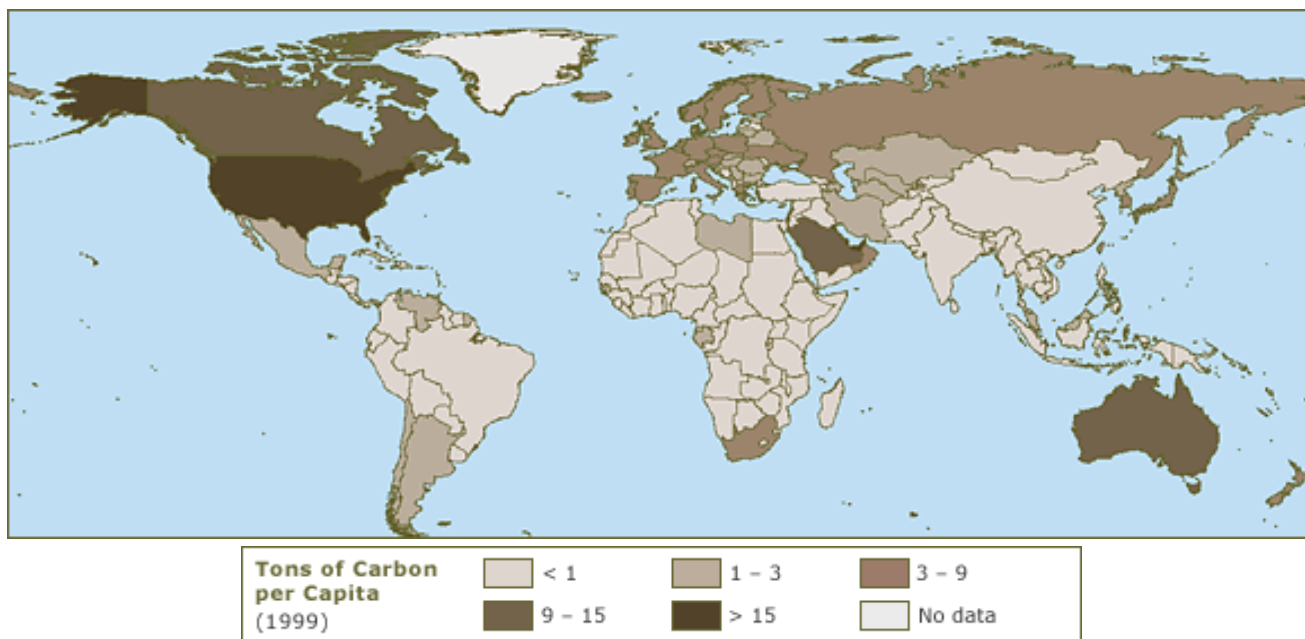 Tons of Carbon
per Capita
(1999)
< 1
1 – 3
3 – 9
9 – 15
> 15
No data